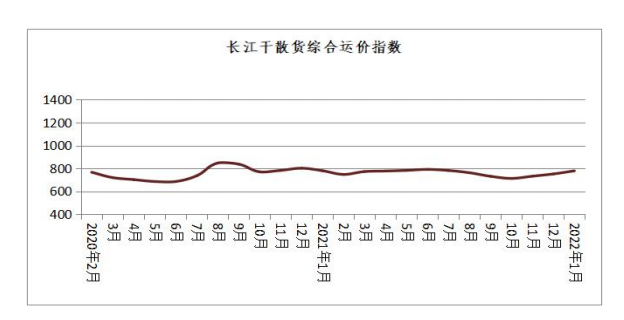 长江干散货综合运价指数
1400
1200
1000
800
600
400
2020年2月
3月
4月
5月
6月
7月
8月
9月
10月
11月
12月
2021年1月
2月
3月
4月
5月
6月
7月
8月
9月
10月
11月
12月
2022年1月